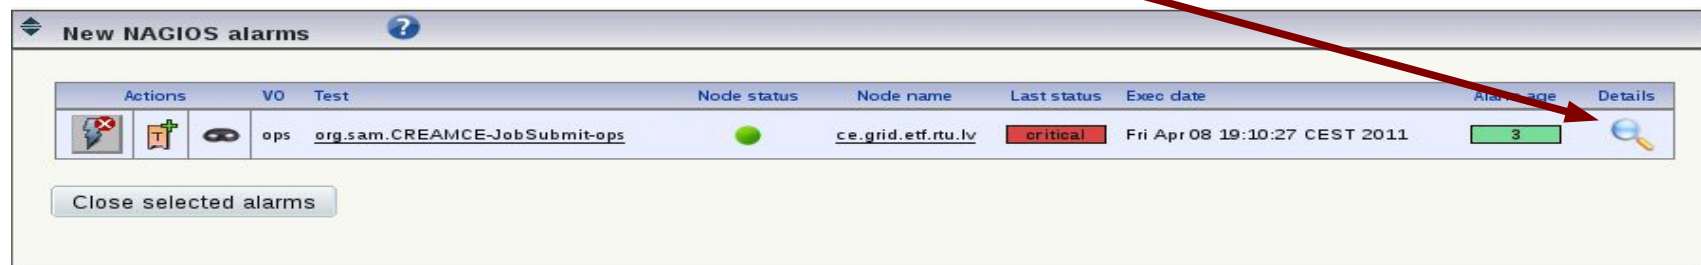 New NAGIOS alarms ?
Actions VO Test Node status Node name Last status Exec date Alarm age Details
T ops org.sam.CREAMCE-JobSubmit-ops ce.grid.etf.rtu.lv critical Fri Apr 08 19:10:27 CEST 2011 3
Close selected alarms